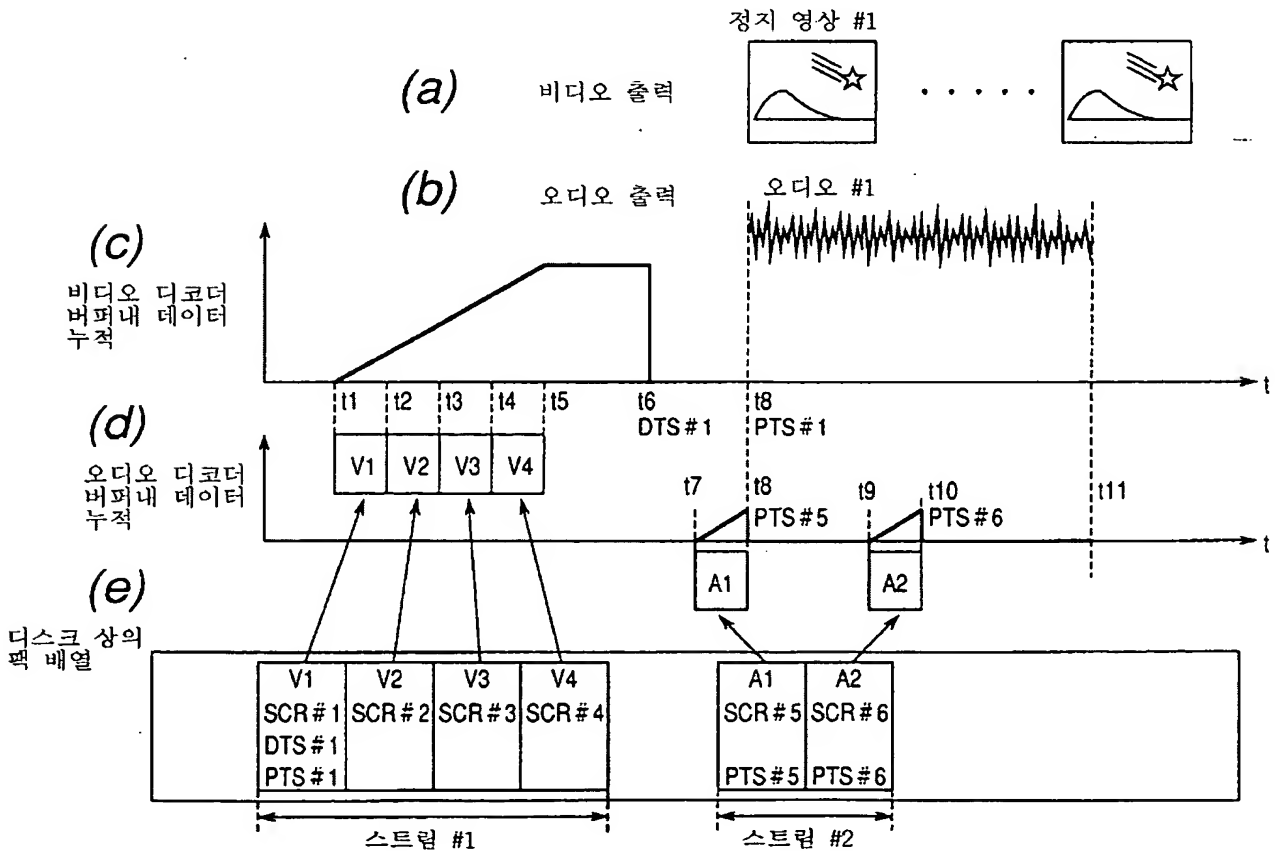 정지 영상 #1
(a) 비디오 출력
(b) 오디오 출력
오디오 #1
(c)
비디오 디코더
버퍼내 데이터
누적
t
t1 t2 t3 t4 t5 t6 t8
DTS#1 PTS#1
(d)
오디오 디코더
버퍼내 데이터
누적
V1 V2 V3 V4
t7 t8 t9 t10 t11
PTS#5 PTS#6
t
A1 A2
(e)
디스크 상의
팩 배열
V1 V2 V3 V4 A1 A2
SCR#1 SCR#2 SCR#3 SCR#4 SCR#5 SCR#6
DTS#1
PTS#1 PTS#5 PTS#6
스트림 #1 스트림 #2